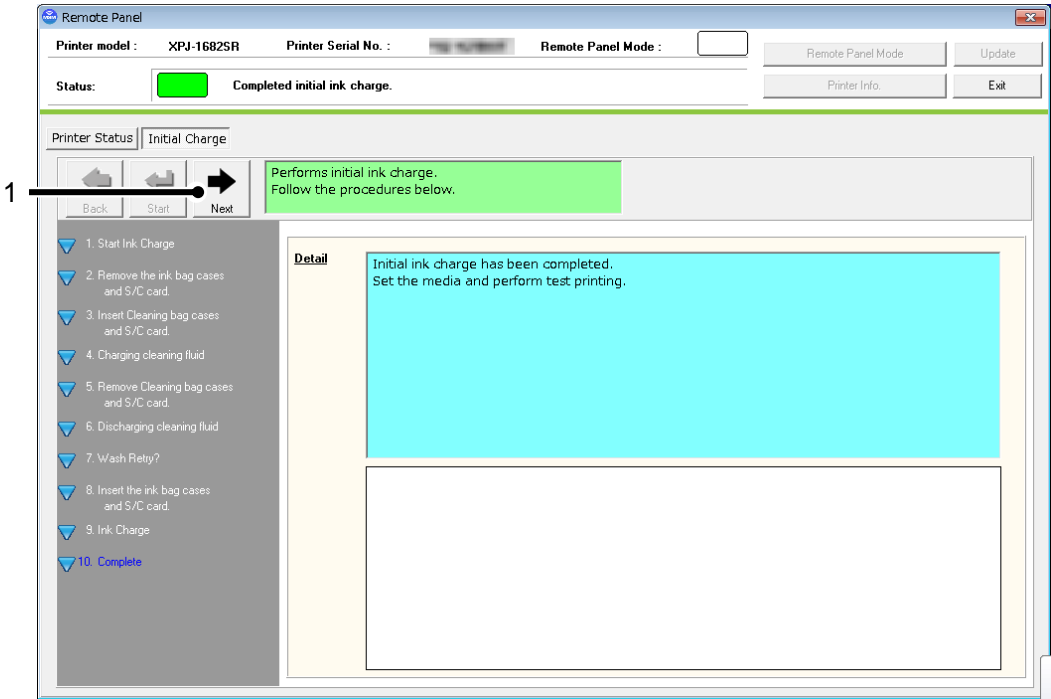 Remote Panel
Printer model : XPJ-1682SR Printer Serial No. : Remote Panel Mode :
Remote Panel Mode Update
Status: Completed initial ink charge.
Printer Info. Exit
Printer Status Initial Charge
1
Back Start Next
Performs initial ink charge.
Follow the procedures below.
1. Start Ink Charge
2. Remove the ink bag cases
and S/C card.
3. Insert Cleaning bag cases
and S/C card.
4. Charging cleaning fluid
5. Remove Cleaning bag cases
and S/C card.
6. Discharging cleaning fluid
7. Wash Retry?
8. Insert the ink bag cases
and S/C card.
9. Ink Charge
10. Complete
Detail
Initial ink charge has been completed.
Set the media and perform test printing.